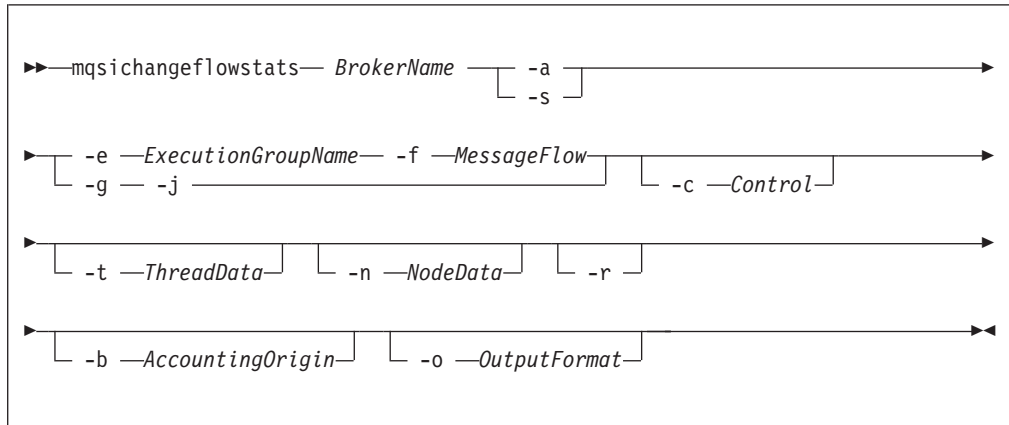 mqsichangeflowstats BrokerName -a
-s
-e ExecutionGroupName -f MessageFlow
-g -j
-c Control
-t ThreadData
-n NodeData
-r
-b AccountingOrigin
-o OutputFormat